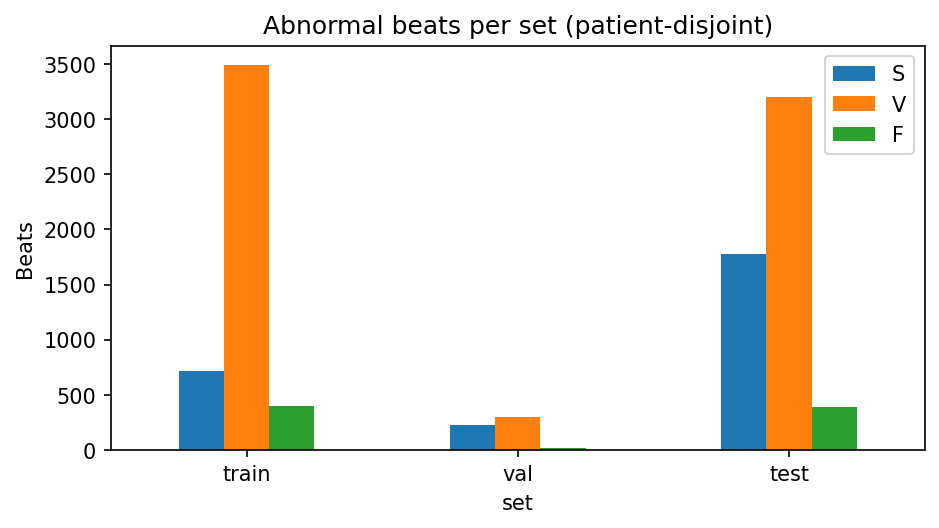 Abnormal beats per set (patient-disjoint)
3500
3000
2500
2000
1500
1000
500
0
Beats
S
V
F
train
val
test
set